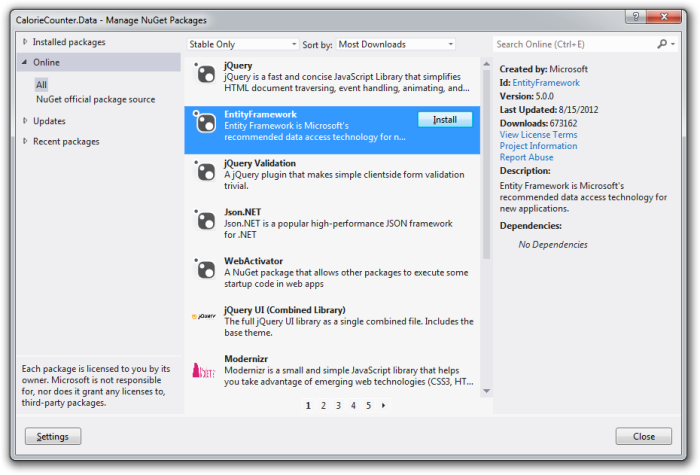 CalorieCounter.Data - Manage NuGet Packages
Installed packages
Online
All
NuGet official package source
Updates
Recent packages
Each package is licensed to you by its
owner. Microsoft is not responsible
for, nor does it grant any licenses to,
third-party packages.
Settings
Stable Only
Sort by: Most Downloads
jQuery
jQuery is a fast and concise JavaScript Library that simplifies
HTML document traversing, event handling, animating, and...
EntityFramework
Entity Framework is Microsoft's
recommended data access technology for n...
Install
jQuery Validation
A jQuery plugin that makes simple clientside form validation
trivial.
Json.NET
Json.NET is a popular high-performance JSON framework
for .NET
WebActivator
A NuGet package that allows other packages to execute some
startup code in web apps
jQuery
jQuery UI (Combined Library)
The full jQuery UI library as a single combined file. Includes the
base theme.
Modernizr
Modernizr is a small and simple JavaScript library that helps
you take advantage of emerging web technologies (CSS3, HT...
1 2 3 4 5
Search Online (Ctrl+E)
Created by: Microsoft
Id: EntityFramework
Version: 5.0.0
Last Updated: 8/15/2012
Downloads: 673162
View License Terms
Project Information
Report Abuse
Description:
Entity Framework is Microsoft's
recommended data access technology for
new applications.
Dependencies:
No Dependencies
Close